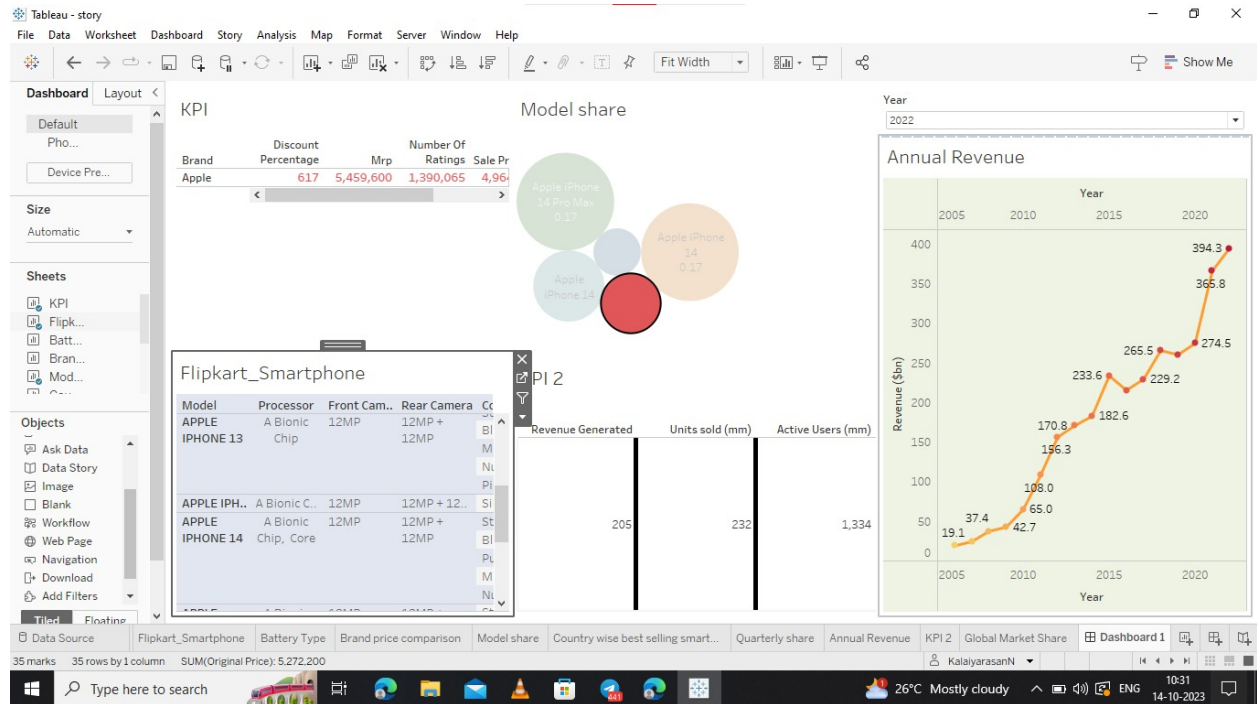 Tableau - story
File Data Worksheet Dashboard Story Analysis Map Format Server Window Help
Fit Width
Show Me
Dashboard Layout
Default
Pho...
Device Pre...
Size
Automatic
Sheets
KPI
Flipk...
Batt...
Bran...
Mod...
Objects
Ask Data
Data Story
Image
Blank
Workflow
Web Page
Navigation
Download
Add Filters
Tiled Floating
KPI
Discount
Number Of
Brand Percentage Mrp Ratings Sale Pr
Apple 617 5,459,600 1,390,065 4,96
Model share
Apple iPhone
14 Pro Max
0.17
Apple iPhone
14
0.17
Apple
iPhone 14
Year
2022
Annual Revenue
Year
2005 2010 2015 2020
400
350
300
250
200
150
100
50
0
Revenue ($bn)
19.1
37.4
42.7
65.0
108.0
156.3
170.8
182.6
233.6
229.2
265.5
274.5
365.8
394.3
2005 2010 2015 2020
Year
Flipkart_Smartphone
Model Processor Front Cam.. Rear Camera Cc
APPLE A Bionic 12MP 12MP +
IPHONE 13 Chip 12MP
Bl
M
Nu
Pi
APPLE IPH.. A Bionic C.. 12MP 12MP + 12.. Si
APPLE A Bionic 12MP 12MP + St
IPHONE 14 Chip, Core 12MP Bl
Pu
M
Nu
PI 2
Revenue Generated Units sold (mm) Active Users (mm)
205 232 1,334
Data Source Flipkart_Smartphone Battery Type Brand price comparison Model share Country wise best selling smart... Quarterly share Annual Revenue KPI 2 Global Market Share Dashboard 1
35 marks 35 rows by 1 column SUM(Original Price): 5,272,200 KalaiyarasanN
Type here to search
26°C Mostly cloudy ENG
10:31
14-10-2023